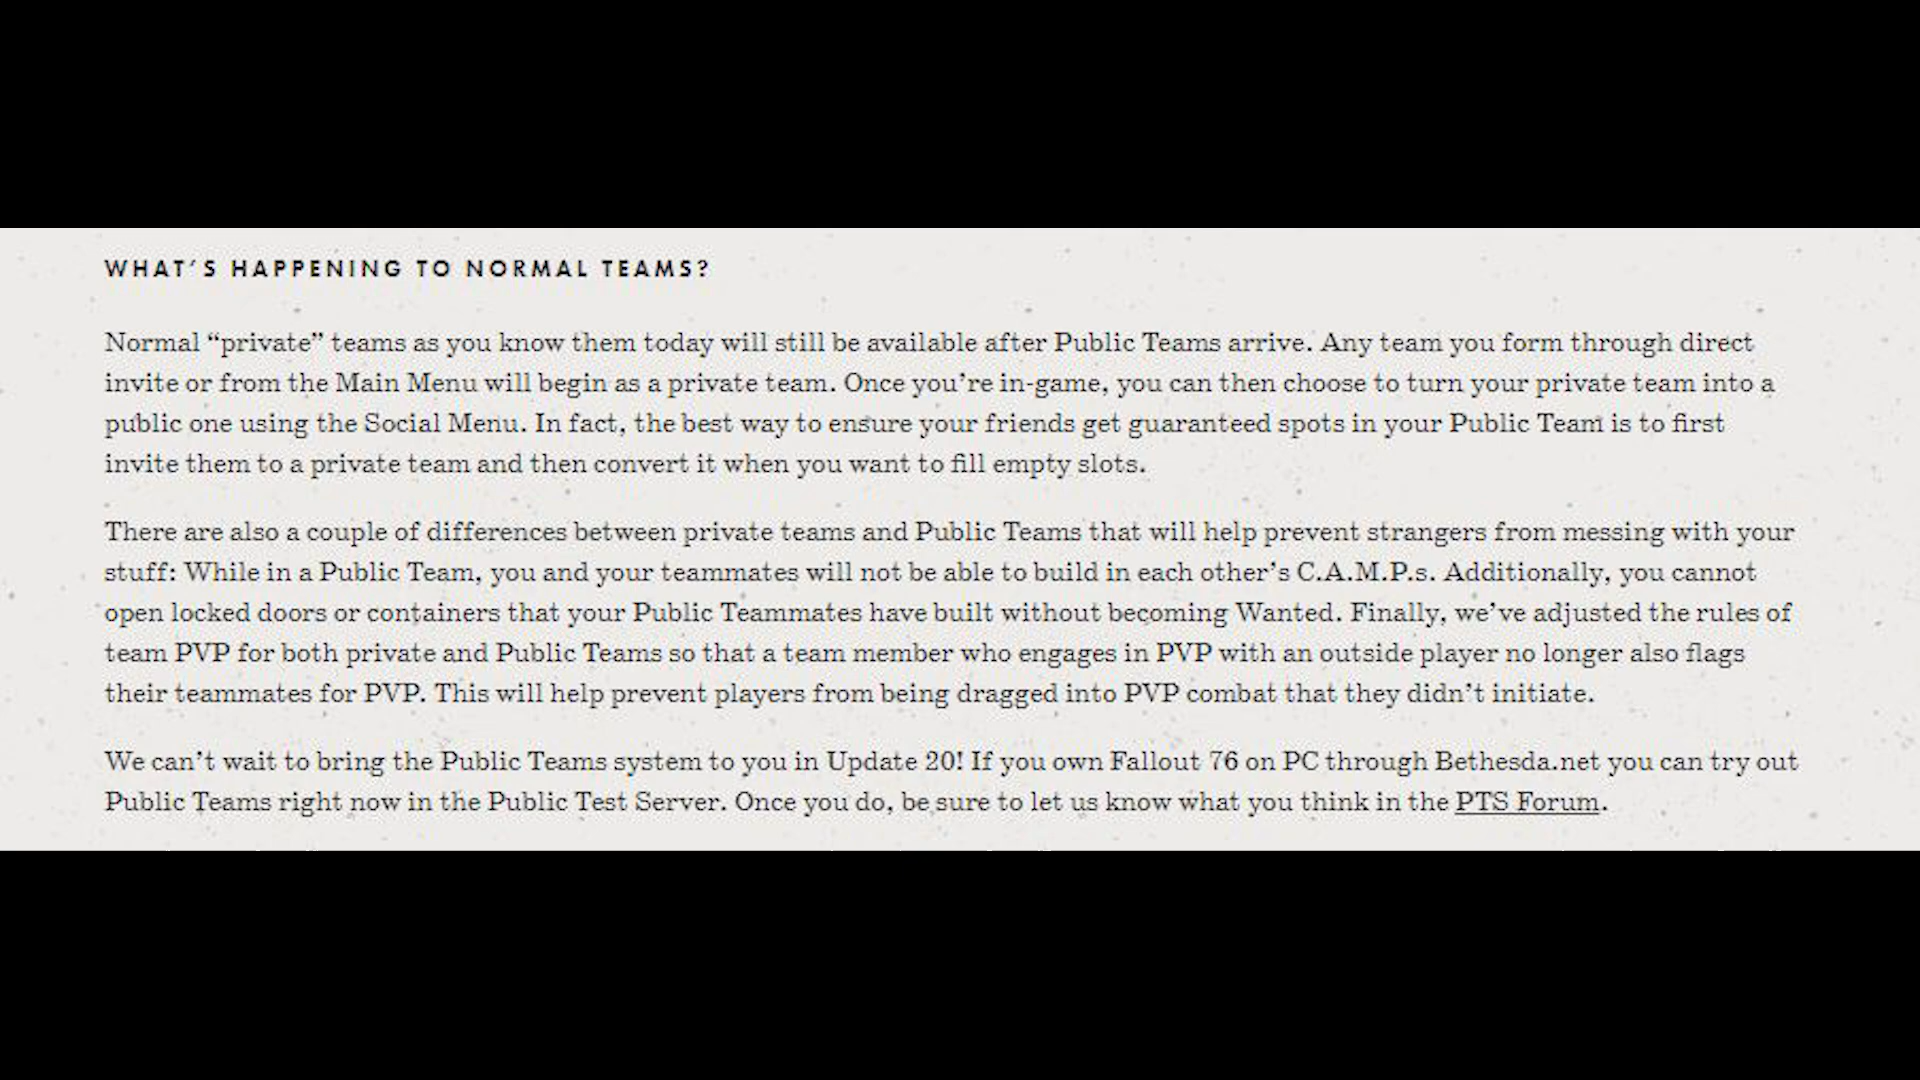 WHAT'S HAPPENING TO NORMAL TEAMS?
Normal “private” teams as you know them today will still be available after Public Teams arrive. Any team you form through direct
invite or from the Main Menu will begin as a private team. Once you’re in-game, you can then choose to turn your private team into a
public one using the Social Menu. In fact, the best way to ensure your friends get guaranteed spots in your Public Team is to first
invite them to a private team and then convert it when you want to fill empty slots.
There are also a couple of differences between private teams and Public Teams that will help prevent strangers from messing with your
stuff: While in a Public Team, you and your teammates will not be able to build in each other’s C.A.M.P.s. Additionally, you cannot
open locked doors or containers that your Public Teammates have built without becoming Wanted. Finally, we’ve adjusted the rules of
team PVP for both private and Public Teams so that a team member who engages in PVP with an outside player no longer also flags
their teammates for PVP. This will help prevent players from being dragged into PVP combat that they didn’t initiate.
We can’t wait to bring the Public Teams system to you in Update 20! If you own Fallout 76 on PC through Bethesda.net you can try out
Public Teams right now in the Public Test Server. Once you do, be sure to let us know what you think in the PTS Forum.